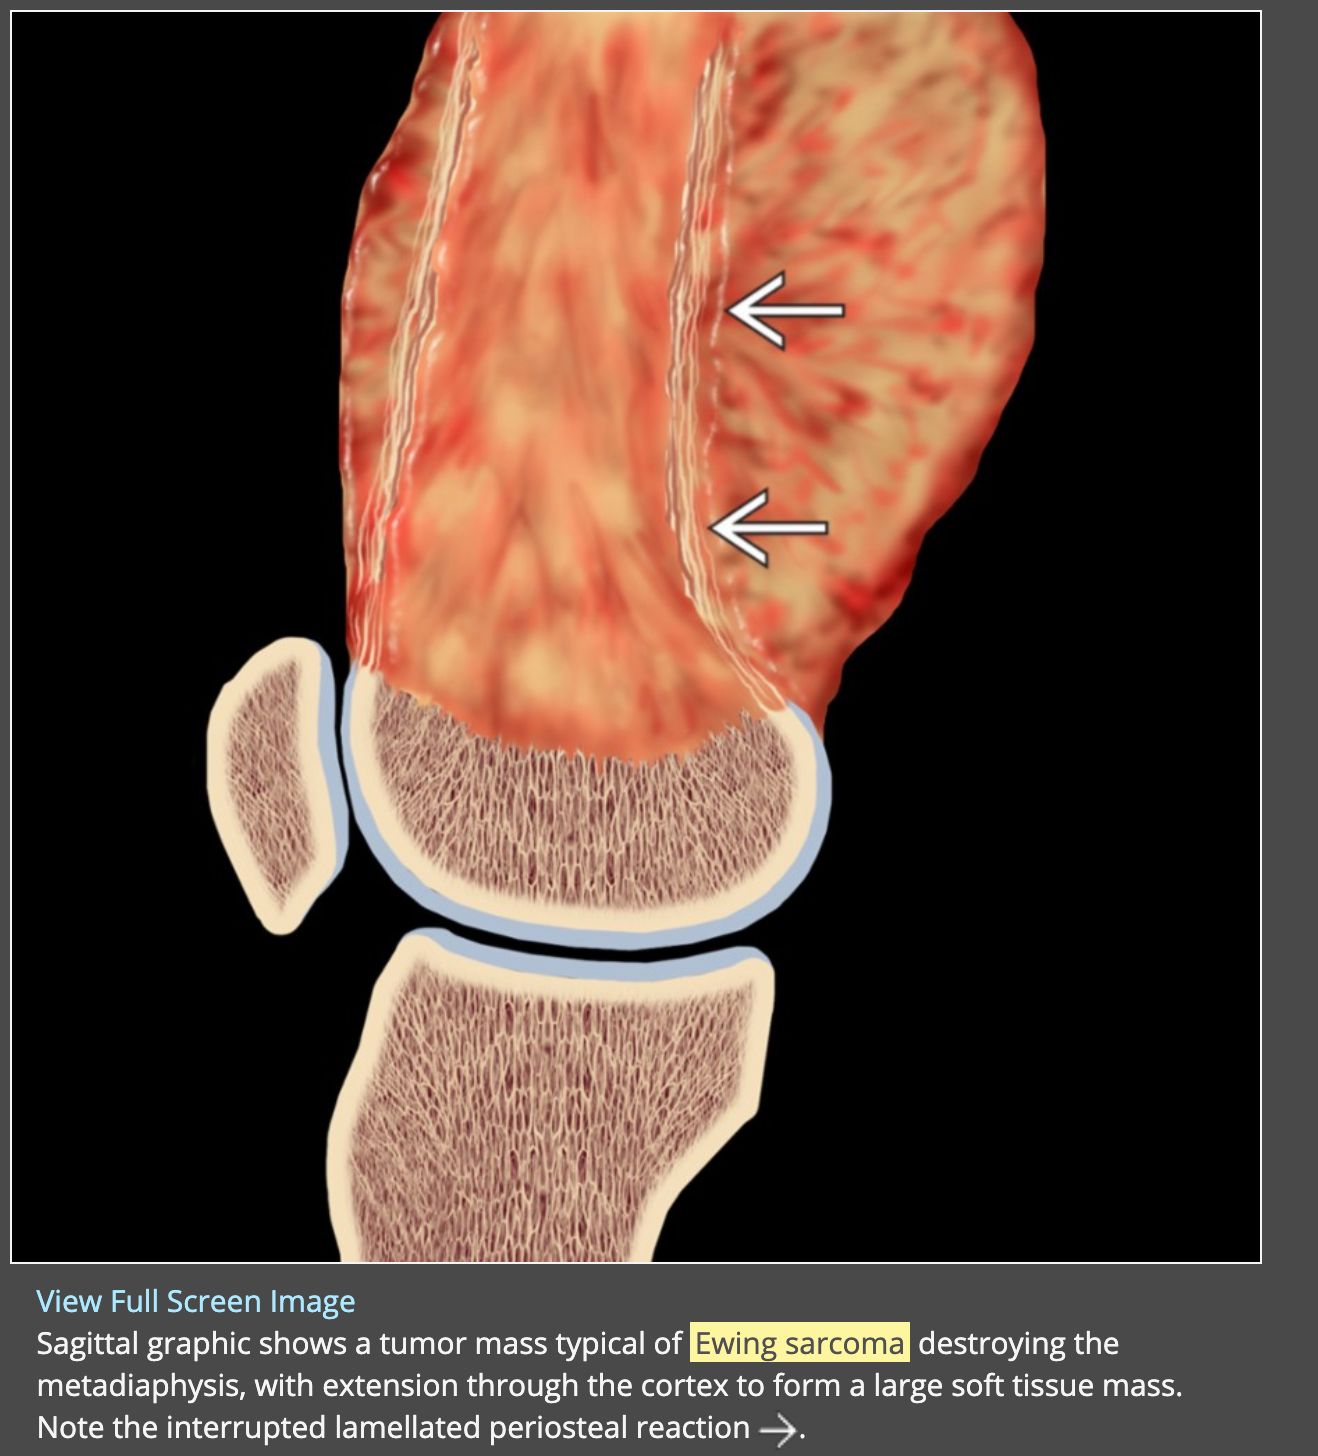 View Full Screen Image
Sagittal graphic shows a tumor mass typical of Ewing sarcoma destroying the
metadiaphysis, with extension through the cortex to form a large soft tissue mass.
Note the interrupted lamellated periosteal reaction →.